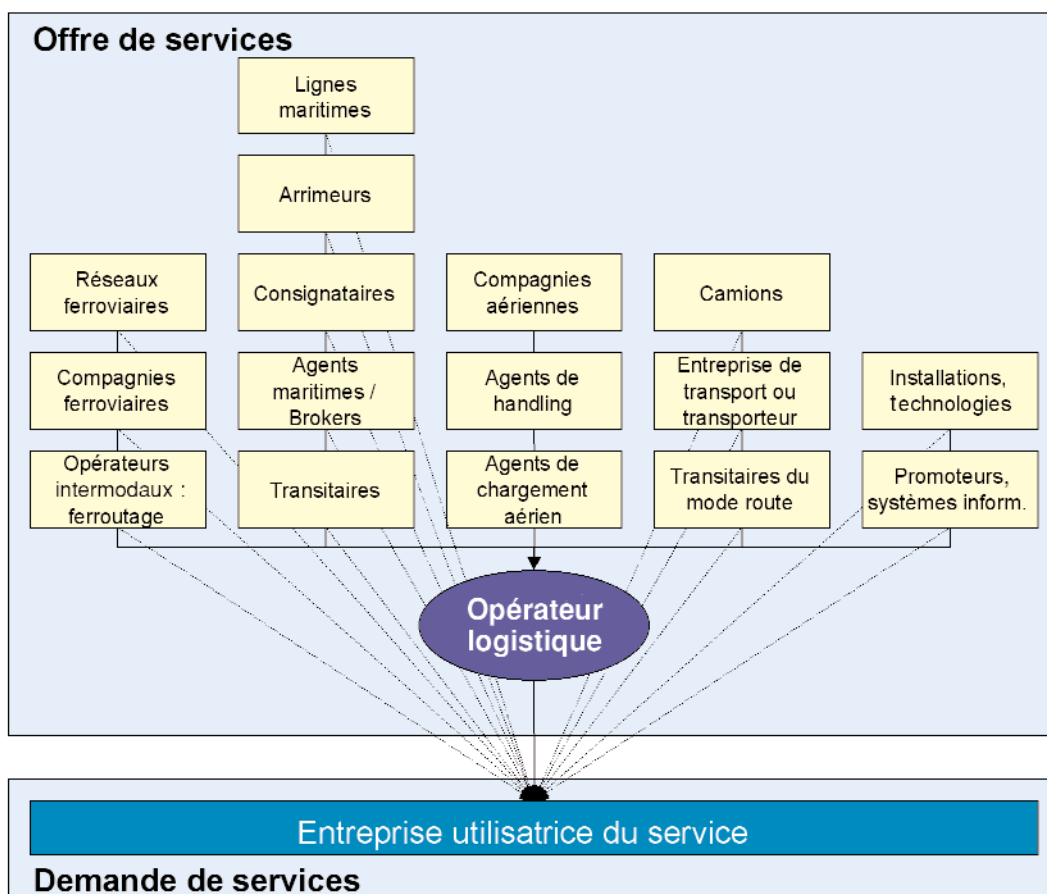 Offre de services
Lignes
maritimes
Arrimeurs
Réseaux
ferroviaires
Consignataires
Compagnies
aériennes
Camions
Compagnies
ferroviaires
Agents
maritimes /
Brokers
Agents de
handling
Entreprise de
transport ou
transporteur
Installations,
technologies
Opérateurs
intermodaux :
ferroutage
Transitaires
Agents de
chargement
aérien
Transitaires du
mode route
Promoteurs,
systèmes inform.
Opérateur
logistique
Entreprise utilisatrice du service
Demande de services